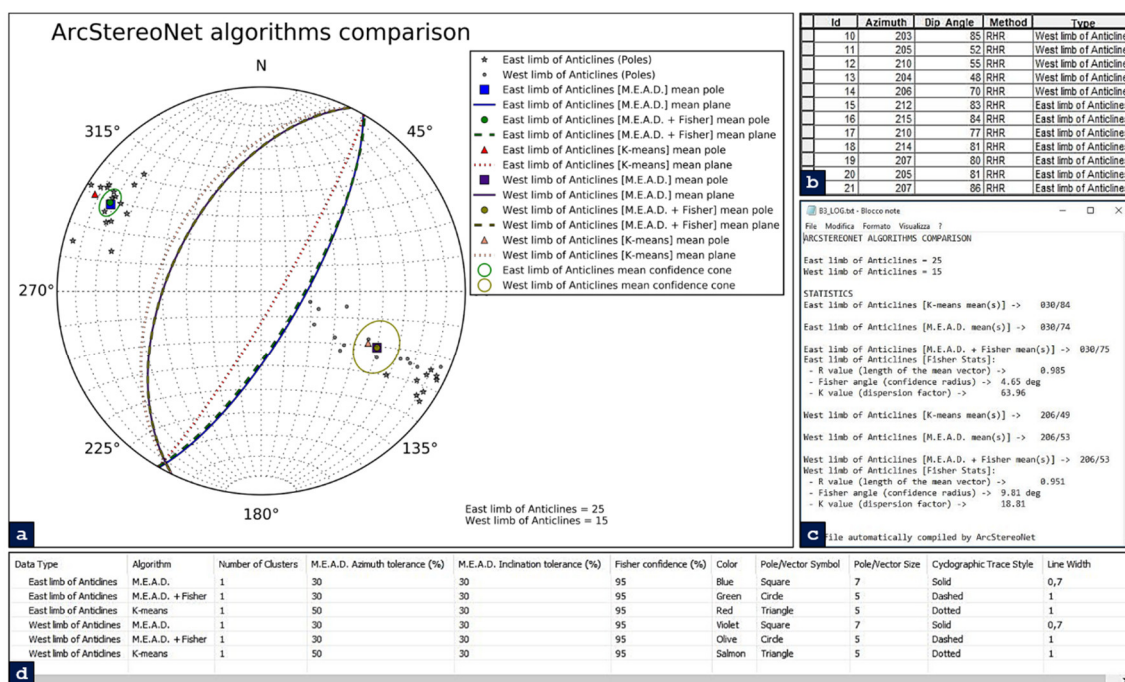 ArcStereoNet algorithms comparison
N
45°
135°
180°
225°
270°
315°
East limb of Anticlines (Poles)
West limb of Anticlines (Poles)
East limb of Anticlines [M.E.A.D.] mean pole
East limb of Anticlines [M.E.A.D.] mean plane
East limb of Anticlines [M.E.A.D. + Fisher] mean pole
East limb of Anticlines [M.E.A.D. + Fisher] mean plane
East limb of Anticlines [K-means] mean pole
East limb of Anticlines [K-means] mean plane
West limb of Anticlines [M.E.A.D.] mean pole
West limb of Anticlines [M.E.A.D.] mean plane
West limb of Anticlines [M.E.A.D. + Fisher] mean pole
West limb of Anticlines [M.E.A.D. + Fisher] mean plane
West limb of Anticlines [K-means] mean pole
West limb of Anticlines [K-means] mean plane
East limb of Anticlines mean confidence cone
West limb of Anticlines mean confidence cone
East limb of Anticlines = 25
West limb of Anticlines = 15
a
Id Azimuth Dip_Angle Method Type
10 203 85 RHR West limb of Anticline
11 205 52 RHR West limb of Anticline
12 210 55 RHR West limb of Anticline
13 204 48 RHR West limb of Anticline
14 206 70 RHR West limb of Anticline
15 212 83 RHR East limb of Anticline
16 215 84 RHR East limb of Anticline
17 210 77 RHR East limb of Anticline
18 214 81 RHR East limb of Anticline
19 207 80 RHR East limb of Anticline
20 205 81 RHR East limb of Anticline
21 207 86 RHR East limb of Anticline
b
B3_LOG.txt - Blocco note
File Modifica Formato Visualizza ?
ARCSTEREONET ALGORITHMS COMPARISON
East limb of Anticlines = 25
West limb of Anticlines = 15
STATISTICS
East limb of Anticlines [K-means mean(s)] -> 030/84
East limb of Anticlines [M.E.A.D. mean(s)] -> 030/74
East limb of Anticlines [M.E.A.D. + Fisher mean(s)] -> 030/75
East limb of Anticlines [Fisher Stats]:
- R value (length of the mean vector) -> 0.985
- Fisher angle (confidence radius) -> 4.65 deg
- K value (dispersion factor) -> 63.96
West limb of Anticlines [K-means mean(s)] -> 206/49
West limb of Anticlines [M.E.A.D. mean(s)] -> 206/53
West limb of Anticlines [M.E.A.D. + Fisher mean(s)] -> 206/53
West limb of Anticlines [Fisher Stats]:
- R value (length of the mean vector) -> 0.951
- Fisher angle (confidence radius) -> 9.81 deg
- K value (dispersion factor) -> 18.81
File automatically compiled by ArcStereoNet
c
Data Type Algorithm Number of Clusters M.E.A.D. Azimuth tolerance (%) M.E.A.D. Inclination tolerance (%) Fisher confidence (%) Color Pole/Vector Symbol Pole/Vector Size Cyclographic Trace Style Line Width
East limb of Anticlines M.E.A.D. 1 30 30 95 Blue Square 7 Solid 0,7
East limb of Anticlines M.E.A.D. + Fisher 1 30 30 95 Green Circle 5 Dashed 1
East limb of Anticlines K-means 1 50 30 95 Red Triangle 5 Dotted 1
West limb of Anticlines M.E.A.D. 1 30 30 95 Violet Square 7 Solid 0,7
West limb of Anticlines M.E.A.D. + Fisher 1 30 30 95 Olive Circle 5 Dashed 1
West limb of Anticlines K-means 1 50 30 95 Salmon Triangle 5 Dotted 1
d